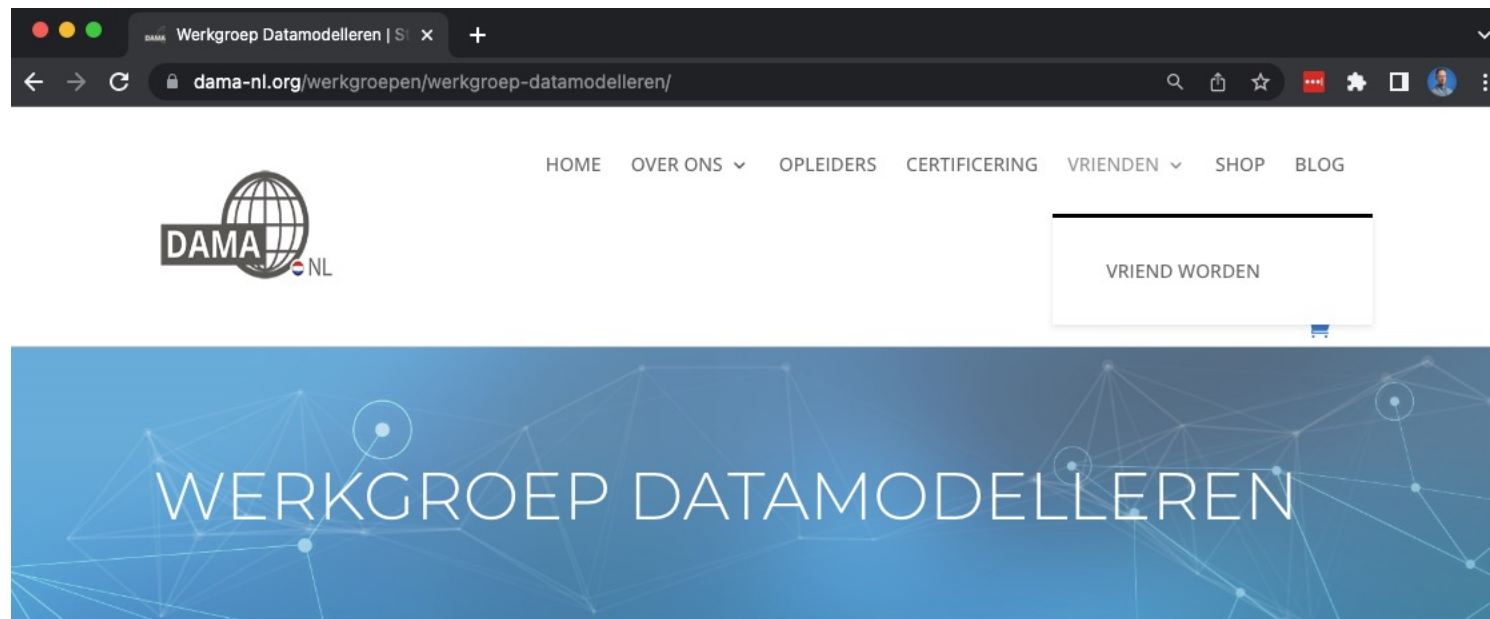 DAMA Werkgroep Datamodelleren | St
dama-nl.org/werkgroepen/werkgroep-datamodelleren/
HOME OVER ONS OPLEIDERS CERTIFICERING VRIENDEN SHOP BLOG
DAMA
NL
VRIEND WORDEN
WERKGROEP DATAMODELLEREN